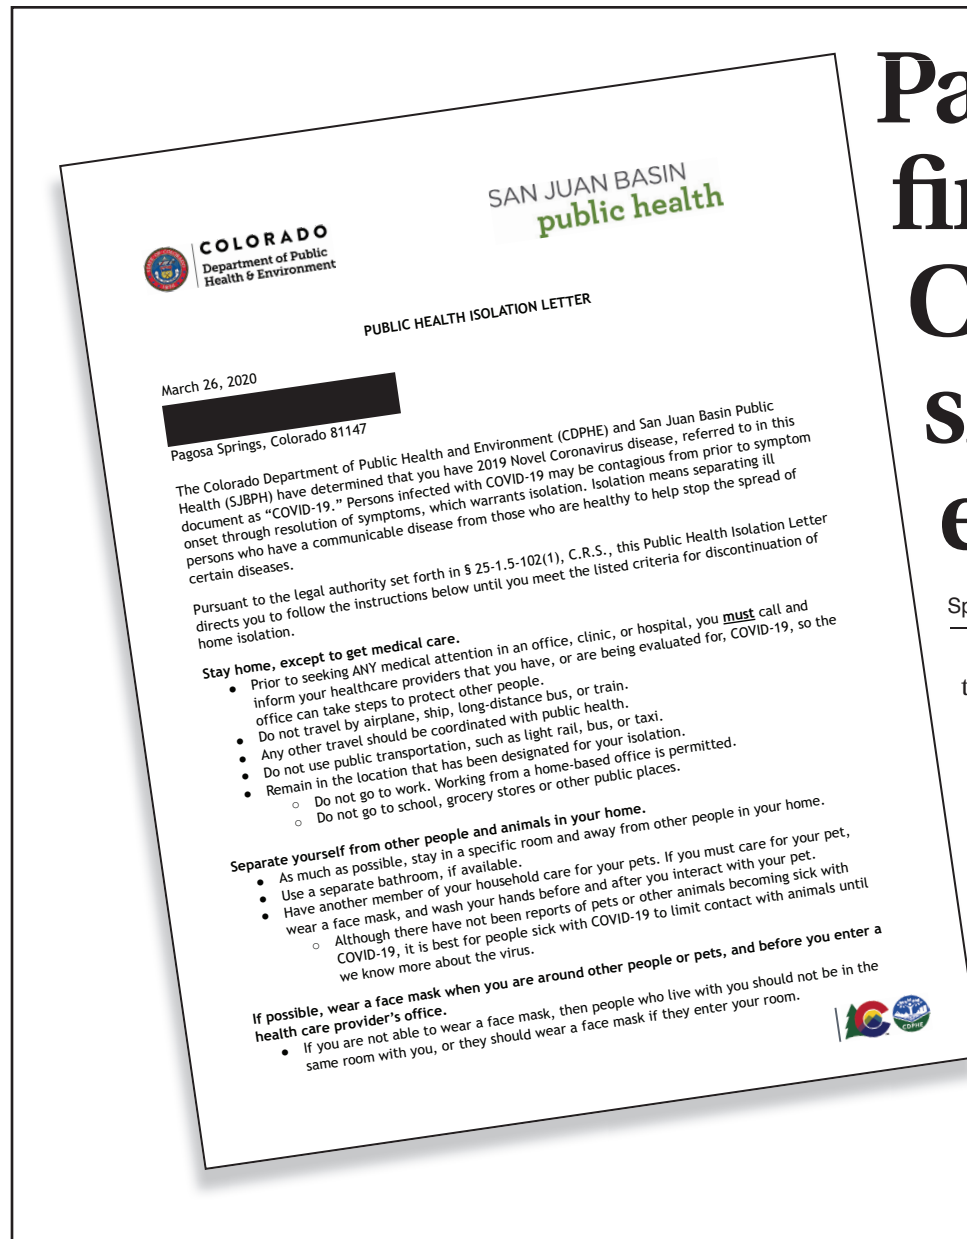 COLORADO
Department of Public
Health & Environment
SAN JUAN BASIN
public health
PUBLIC HEALTH ISOLATION LETTER
March 26, 2020
Pagosa Springs, Colorado 81147
The Colorado Department of Public Health and Environment (CDPHE) and San Juan Basin Public
Health (SJBPH) have determined that you have 2019 Novel Coronavirus disease, referred to in this
document as “COVID-19.” Persons infected with COVID-19 may be contagious from prior to symptom
onset through resolution of symptoms, which warrants isolation. Isolation means separating ill
persons who have a communicable disease from those who are healthy to help stop the spread of
certain diseases.
Pursuant to the legal authority set forth in § 25-1.5-102(1), C.R.S., this Public Health Isolation Letter
directs you to follow the instructions below until you meet the listed criteria for discontinuation of
home isolation.
Stay home, except to get medical care.
● Prior to seeking ANY medical attention in an office, clinic, or hospital, you must call and
inform your healthcare providers that you have, or are being evaluated for, COVID-19, so the
office can take steps to protect other people.
● Do not travel by airplane, ship, long-distance bus, or train.
● Any other travel should be coordinated with public health.
● Do not use public transportation, such as light rail, bus, or taxi.
● Remain in the location that has been designated for your isolation.
○ Do not go to work. Working from a home-based office is permitted.
○ Do not go to school, grocery stores or other public places.
Separate yourself from other people and animals in your home.
● As much as possible, stay in a specific room and away from other people in your home.
● Use a separate bathroom, if available.
● Have another member of your household care for your pets. If you must care for your pet,
wear a face mask, and wash your hands before and after you interact with your pet.
○ Although there have not been reports of pets or other animals becoming sick with
COVID-19, it is best for people sick with COVID-19 to limit contact with animals until
we know more about the virus.
If possible, wear a face mask when you are around other people or pets, and before you enter a
health care provider’s office.
● If you are not able to wear a face mask, then people who live with you should not be in the
same room with you, or they should wear a face mask if they enter your room.
CDPHE
Pa
fir
s
e
Sp
t